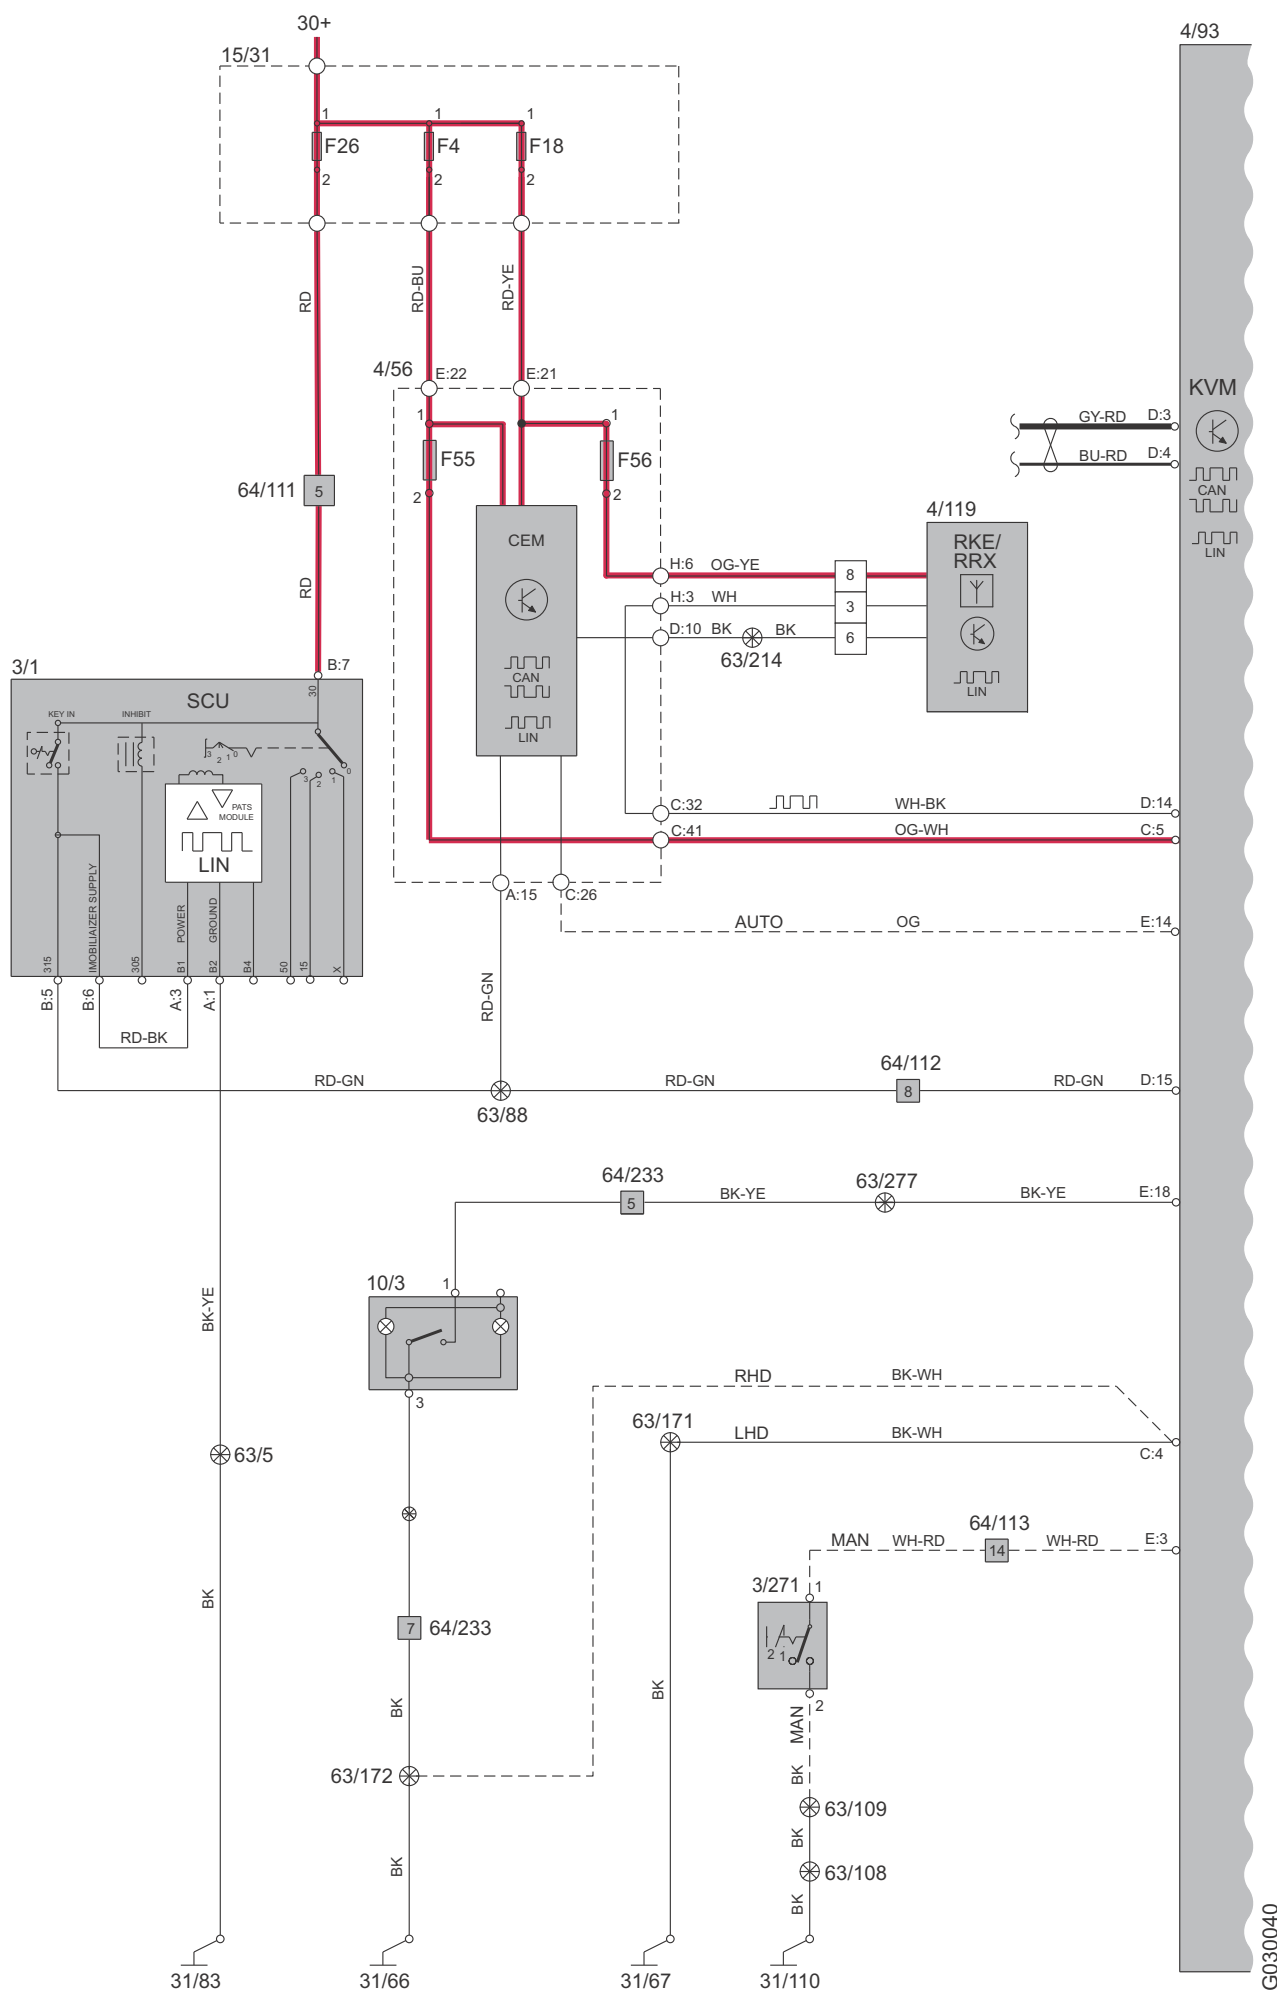 30+
4/93
15/31
1
1
1
F26
F4
F18
2
2
2
RD
RD-BU
RD-YE
4/56
E:22
E:21
KVM
1
1
GY-RD
D:3
BU-RD
D:4
F55
F56
CAN
LIN
64/111
5
2
2
4/119
CEM
RKE/
RRX
H:6
OG-YE
8
H:3
WH
3
RD
D:10
BK
BK
6
63/214
CAN
LIN
LIN
3/1
B:7
30
SCU
KEY IN
INHIBIT
3
2
1
0
3
2
1
0
PATS
MODULE
LIN
C:32
WH-BK
D:14
C:41
OG-WH
C:5
A:15
C:26
AUTO
OG
E:14
315
IMOBILIAIZER SUPPLY
305
POWER
B1
GROUND
B2
B4
50
15
X
B:5
B:6
A:3
A:1
RD-BK
RD-GN
64/112
RD-GN
RD-GN
8
RD-GN
D:15
63/88
64/233
63/277
5
BK-YE
BK-YE
E:18
10/3
1
BK-YE
3
RHD
BK-WH
63/171
LHD
BK-WH
C:4
63/5
64/113
MAN
WH-RD
14
WH-RD
E:3
3/271
1
BK
7
64/233
2 1
2
BK
BK
MAN
63/172
BK
63/109
BK
BK
63/108
BK
31/83
31/66
31/67
31/110
G030040